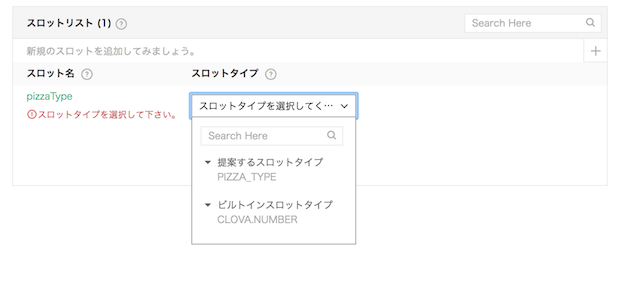 スロットリスト (1) ?
Search Here
新規のスロットを追加してみましょう。
スロット名 ?
スロットタイプ ?
pizzaType
スロットタイプを選択してく…
スロットタイプを選択して下さい。
Search Here
提案するスロットタイプ
PIZZA_TYPE
ビルトインスロットタイプ
CLOVA.NUMBER